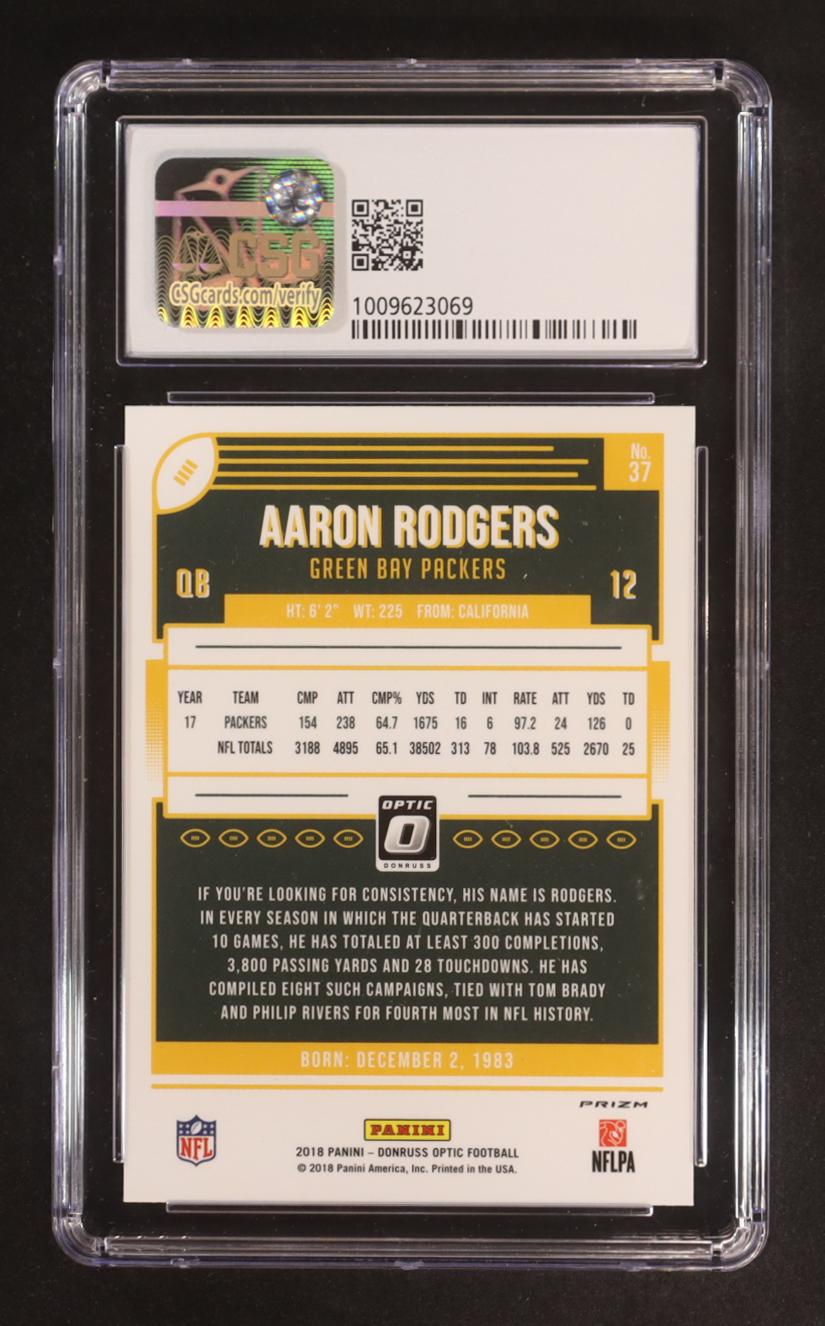 CSG
CSGcards.com/verify
1009623069
No.
37
AARON RODGERS
GREEN BAY PACKERS
QB
12
HT: 6' 2" WT: 225 FROM: CALIFORNIA
YEAR TEAM CMP ATT CMP% YDS TD INT RATE ATT YDS TD
17 PACKERS 154 238 64.7 1675 16 6 97.2 24 126 0
NFL TOTALS 3188 4895 65.1 38502 313 78 103.8 525 2670 25
OPTIC
O
DONRUSS
IF YOU'RE LOOKING FOR CONSISTENCY, HIS NAME IS RODGERS.
IN EVERY SEASON IN WHICH THE QUARTERBACK HAS STARTED
10 GAMES, HE HAS TOTALED AT LEAST 300 COMPLETIONS,
3,800 PASSING YARDS AND 28 TOUCHDOWNS. HE HAS
COMPILED EIGHT SUCH CAMPAIGNS, TIED WITH TOM BRADY
AND PHILIP RIVERS FOR FOURTH MOST IN NFL HISTORY.
BORN: DECEMBER 2, 1983
PRIZM
NFL
PANINI
2018 PANINI – DONRUSS OPTIC FOOTBALL
© 2018 Panini America, Inc. Printed in the USA.
NFLPA